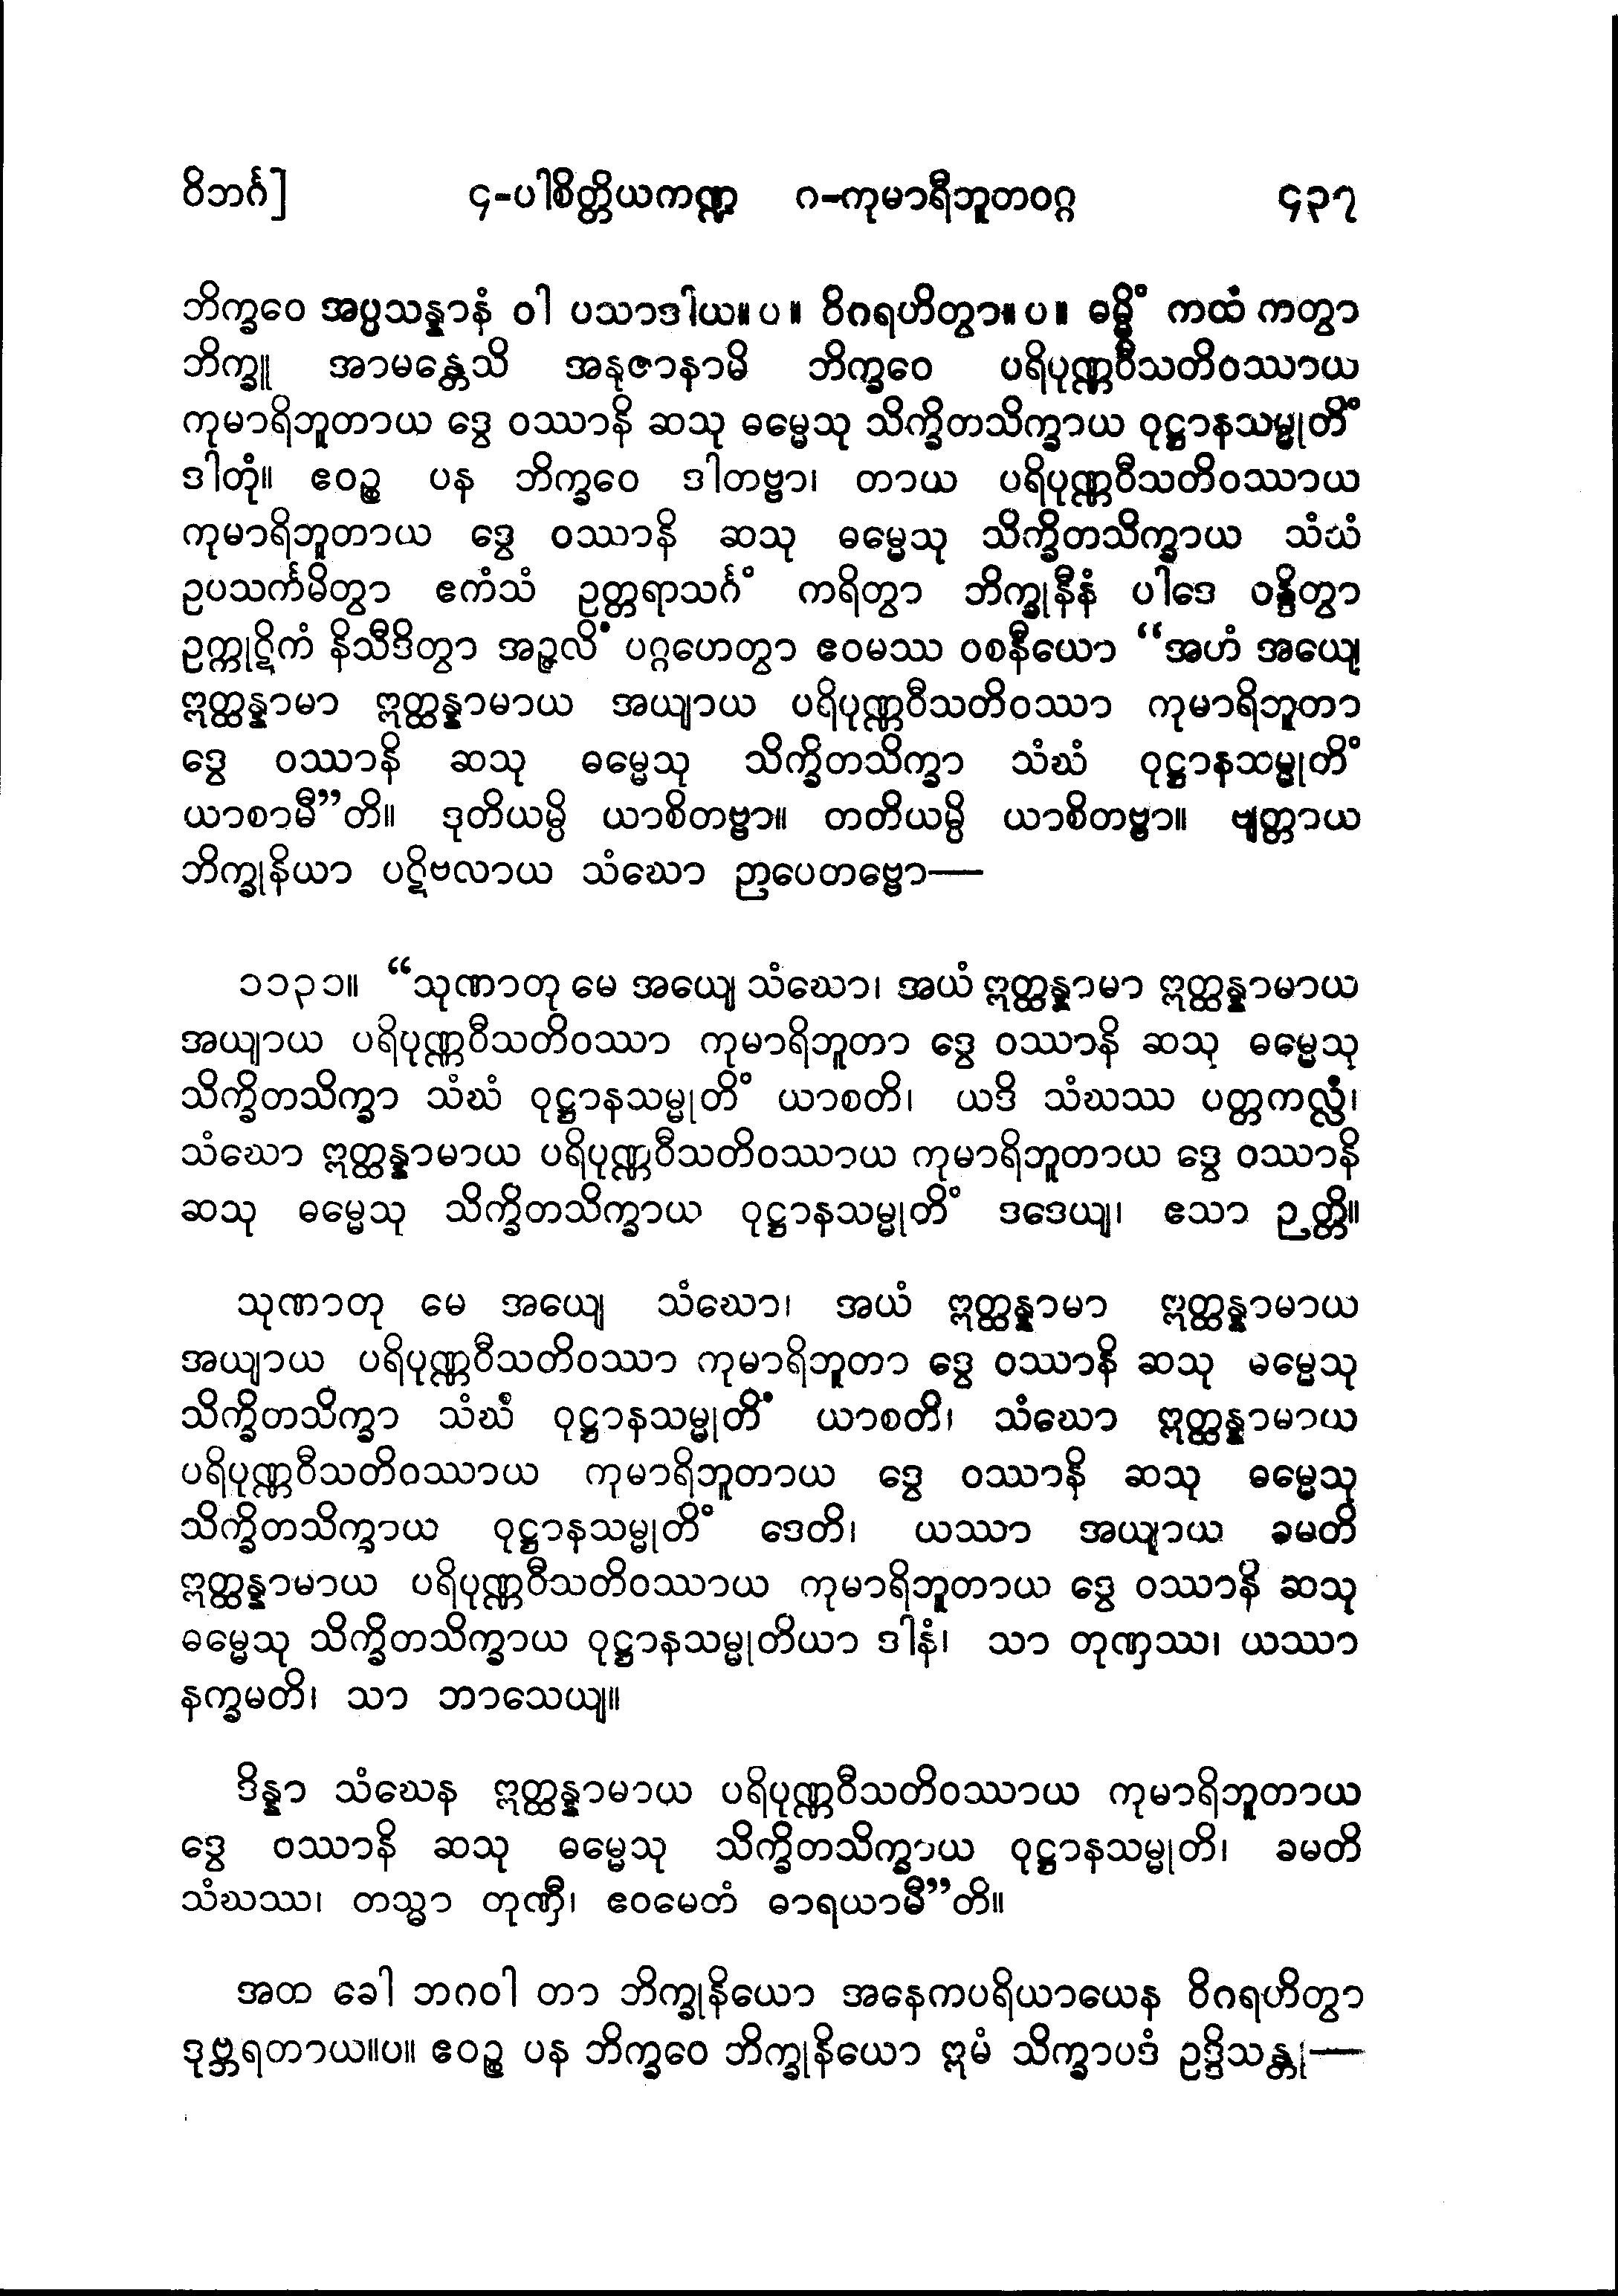 ဝိဘင်္ဂ] ၄-ပါစိတ္တိယကဏ္ဍ ဂ-ကုမာရီဘူတဝဂ္ဂ ၄၃၇
ဘိက္ခဝေ အပ္ပသန္နာနံ ဝါ ပသာဒါယ။ပ။ ဝိဂရဟိတွာ။ပ။ ဓမ္မိံ ကထံ ကတွာ
ဘိက္ခူ အာမန္တေသိ အနုဇာနာမိ ဘိက္ခဝေ ပရိပုဏ္ဏဝီသတိဝဿာယ
ကုမာရိဘူတာယ ဒွေ ဝဿာနိ ဆသု ဓမ္မေသု သိက္ခိတသိက္ခာယ ဝုဋ္ဌာနသမ္မုတိံ
ဒါတုံ။ ဧဝဉ္စ ပန ဘိက္ခဝေ ဒါတဗ္ဗာ၊ တာယ ပရိပုဏ္ဏဝီသတိဝဿာယ
ကုမာရိဘူတာယ ဒွေ ဝဿာနိ ဆသု ဓမ္မေသု သိက္ခိတသိက္ခာယ သံဃံ
ဥပသင်္ကမိတွာ ဧကံသံ ဥတ္တရာသင်္ဂံ ကရိတွာ ဘိက္ခုနီနံ ပါဒေ ဝန္ဒိတွာ
ဥက္ကုဋိကံ နိသီဒိတွာ အဉ္ဇလိံ ပဂ္ဂဟေတွာ ဧဝမဿ ဝစနီယော “အဟံ အယျေ
ဣတ္ထန္နာမာ ဣတ္ထန္နာမာယ အယျာယ ပရိပုဏ္ဏဝီသတိဝဿာ ကုမာရိဘူတာ
ဒွေ ဝဿာနိ ဆသု ဓမ္မေသု သိက္ခိတသိက္ခာ သံဃံ ဝုဋ္ဌာနသမ္မုတိံ
ယာစာမီ”တိ။ ဒုတိယမ္ပိ ယာစိတဗ္ဗာ။ တတိယမ္ပိ ယာစိတဗ္ဗာ။ ဗျတ္တာယ
ဘိက္ခုနိယာ ပဋိဗလာယ သံဃော ဉာပေတဗ္ဗော—
၁၁၃၁။ “သုဏာတု မေ အယျေ သံဃော၊ အယံ ဣတ္ထန္နာမာ ဣတ္ထန္နာမာယ
အယျာယ ပရိပုဏ္ဏဝီသတိဝဿာ ကုမာရိဘူတာ ဒွေ ဝဿာနိ ဆသု ဓမ္မေသု
သိက္ခိတသိက္ခာ သံဃံ ဝုဋ္ဌာနသမ္မုတိံ ယာစတိ၊ ယဒိ သံဃဿ ပတ္တကလ္လံ၊
သံဃော ဣတ္ထန္နာမာယ ပရိပုဏ္ဏဝီသတိဝဿာယ ကုမာရိဘူတာယ ဒွေ ဝဿာနိ
ဆသု ဓမ္မေသု သိက္ခိတသိက္ခာယ ဝုဋ္ဌာနသမ္မုတိံ ဒဒေယျ၊ ဧသာ ဉတ္တိ။
သုဏာတု မေ အယျေ သံဃော၊ အယံ ဣတ္ထန္နာမာ ဣတ္ထန္နာမာယ
အယျာယ ပရိပုဏ္ဏဝီသတိဝဿာ ကုမာရိဘူတာ ဒွေ ဝဿာနိ ဆသု ဓမ္မေသု
သိက္ခိတသိက္ခာ သံဃံ ဝုဋ္ဌာနသမ္မုတိံ ယာစတိ၊ သံဃော ဣတ္ထန္နာမာယ
ပရိပုဏ္ဏဝီသတိဝဿာယ ကုမာရိဘူတာယ ဒွေ ဝဿာနိ ဆသု ဓမ္မေသု
သိက္ခိတသိက္ခာယ ဝုဋ္ဌာနသမ္မုတိံ ဒေတိ၊ ယဿာ အယျာယ ခမတိ
ဣတ္ထန္နာမာယ ပရိပုဏ္ဏဝီသတိဝဿာယ ကုမာရိဘူတာယ ဒွေ ဝဿာနိ ဆသု
ဓမ္မေသု သိက္ခိတသိက္ခာယ ဝုဋ္ဌာနသမ္မုတိယာ ဒါနံ၊ သာ တုဏှဿ၊ ယဿာ
နက္ခမတိ၊ သာ ဘာသေယျ။
ဒိန္နာ သံဃေန ဣတ္ထန္နာမာယ ပရိပုဏ္ဏဝီသတိဝဿာယ ကုမာရိဘူတာယ
ဒွေ ဝဿာနိ ဆသု ဓမ္မေသု သိက္ခိတသိက္ခာယ ဝုဋ္ဌာနသမ္မုတိ၊ ခမတိ
သံဃဿ၊ တသ္မာ တုဏှီ၊ ဧဝမေတံ ဓာရယာမီ”တိ။
အထ ခေါ ဘဂဝါ တာ ဘိက္ခုနိယော အနေကပရိယာယေန ဝိဂရဟိတွာ
ဒုဗ္ဘရတာယ။ပ။ ဧဝဉ္စ ပန ဘိက္ခဝေ ဘိက္ခုနိယော ဣမံ သိက္ခာပဒံ ဥဒ္ဒိသန္တု—